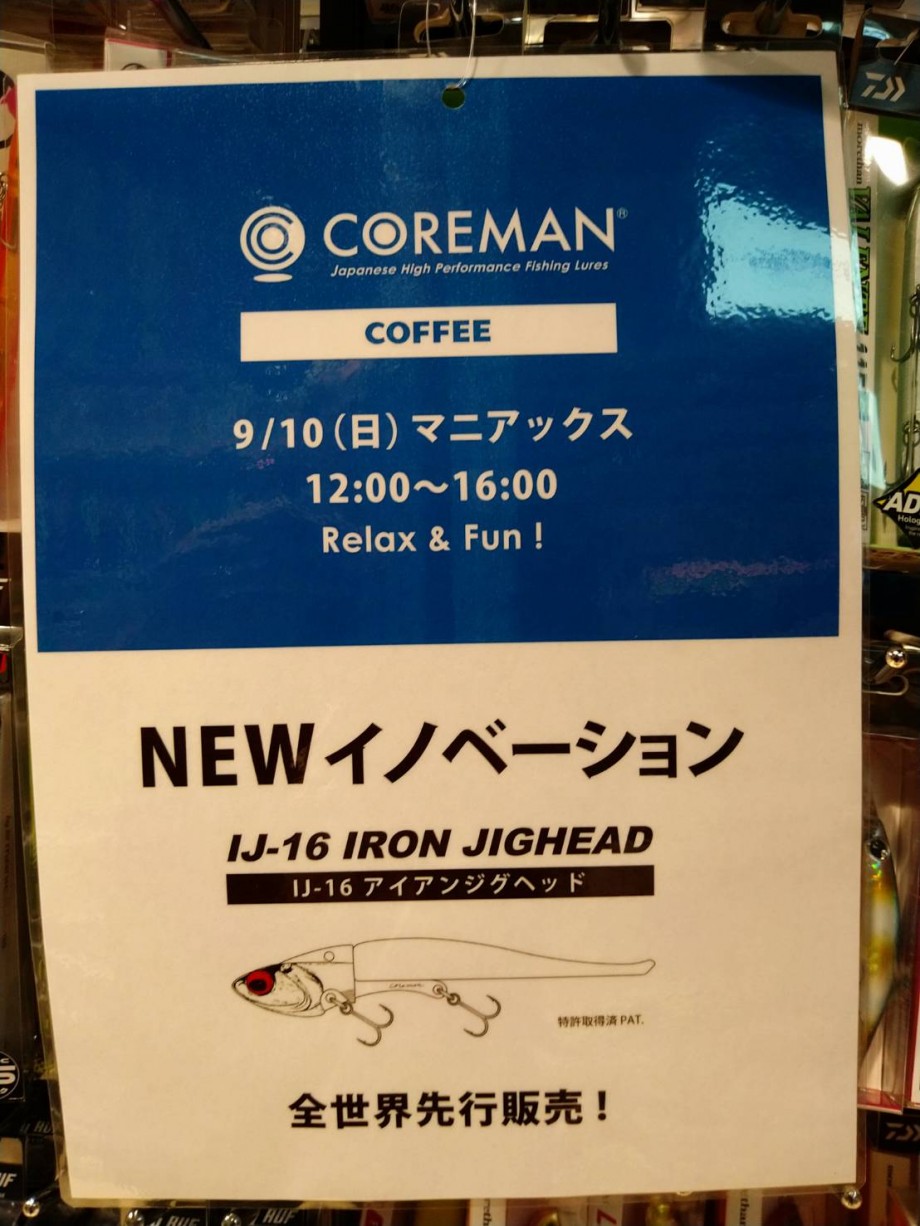 COREMAN®
Japanese High Performance Fishing Lures
COFFEE
9/10(日)マニアックス
12:00～16:00
Relax & Fun !
NEWイノベーション
IJ-16 IRON JIGHEAD
IJ-16 アイアンジグヘッド
coreman
特許取得済 PAT.
全世界先行販売！
AD
Holog